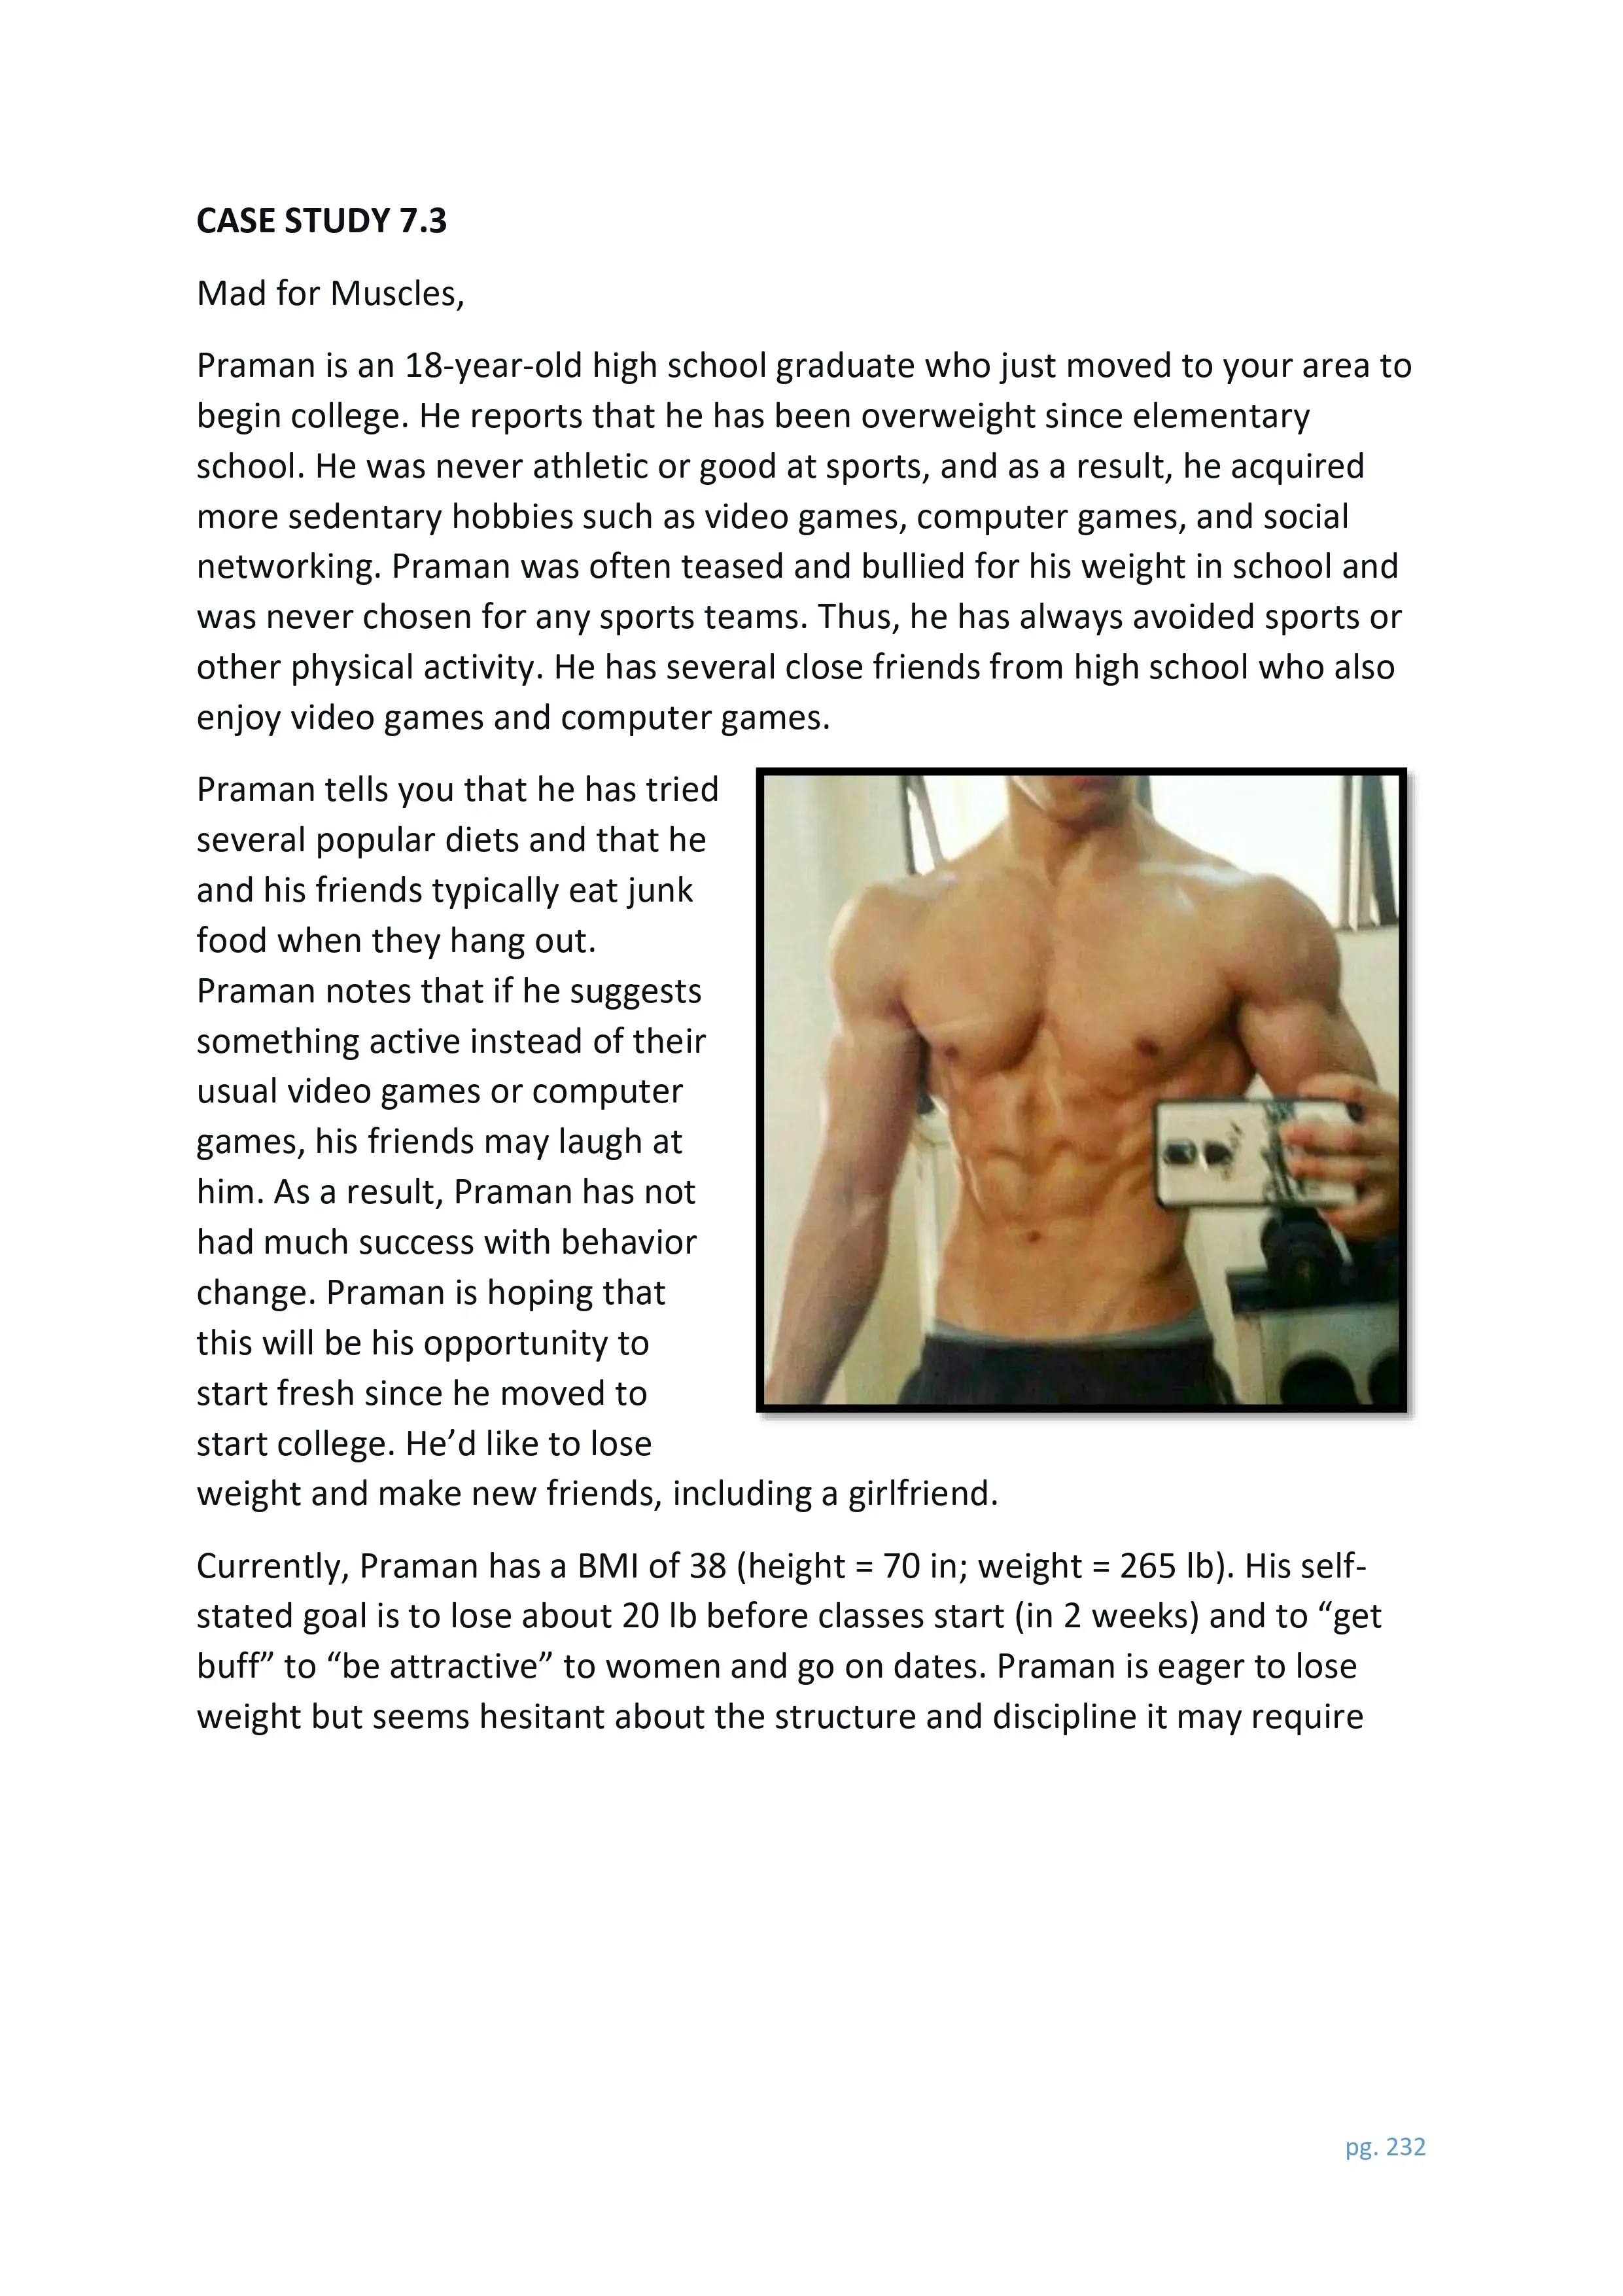 CASE STUDY 7.3
Mad for Muscles,
Praman is an 18-year-old high school graduate who just moved to your area to
begin college. He reports that he has been overweight since elementary
school. He was never athletic or good at sports, and as a result, he acquired
more sedentary hobbies such as video games, computer games, and social
networking. Praman was often teased and bullied for his weight in school and
was never chosen for any sports teams. Thus, he has always avoided sports or
other physical activity. He has several close friends from high school who also
enjoy video games and computer games.
Praman tells you that he has tried
several popular diets and that he
and his friends typically eat junk
food when they hang out.
Praman notes that if he suggests
something active instead of their
usual video games or computer
games, his friends may laugh at
him. As a result, Praman has not
had much success with behavior
change. Praman is hoping that
this will be his opportunity to
start fresh since he moved to
start college. He’d like to lose
weight and make new friends, including a girlfriend.
Currently, Praman has a BMI of 38 (height = 70 in; weight = 265 lb). His self-
stated goal is to lose about 20 lb before classes start (in 2 weeks) and to “get
buff” to “be attractive” to women and go on dates. Praman is eager to lose
weight but seems hesitant about the structure and discipline it may require
pg. 232